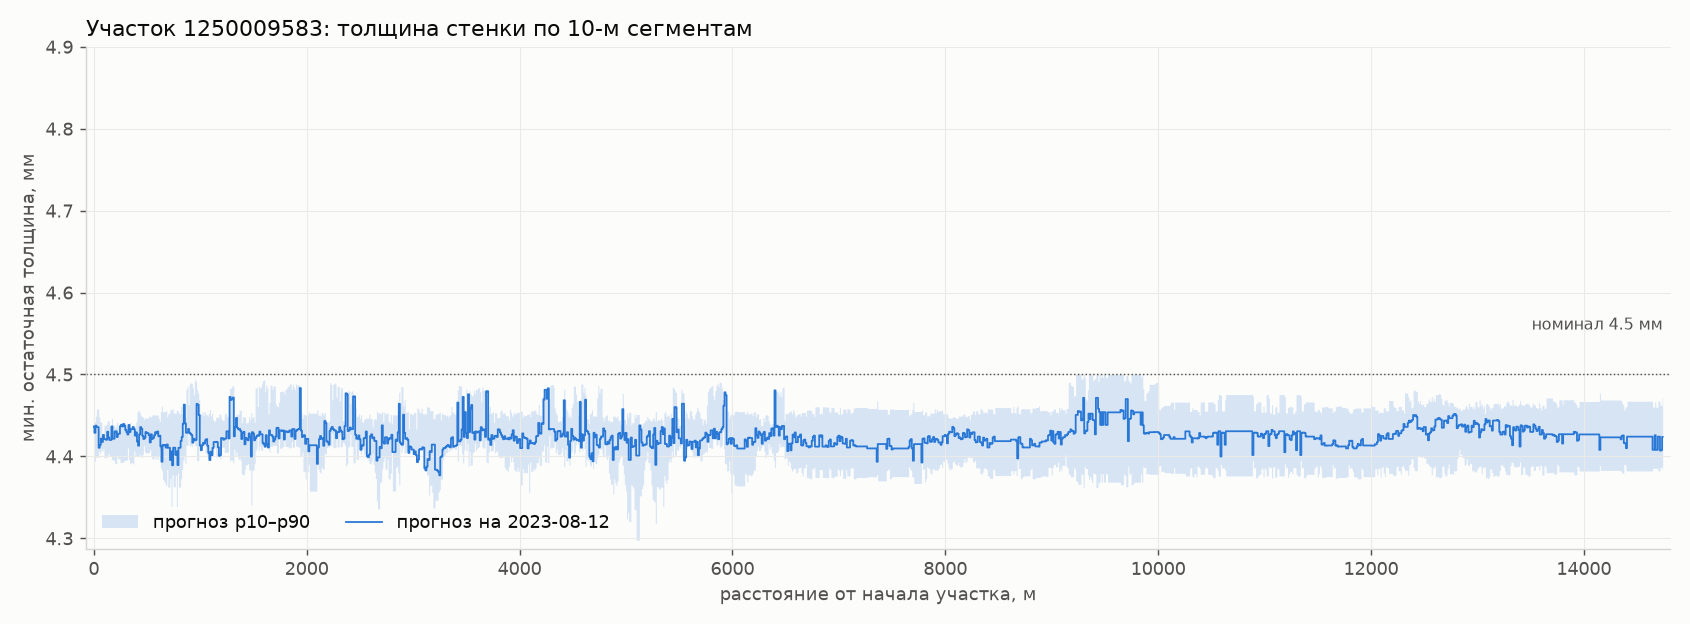 Участок 1250009583: толщина стенки по 10-м сегментам
мин. остаточная толщина, мм
4.9
4.8
4.7
4.6
4.5
4.4
4.3
номинал 4.5 мм
прогноз p10–p90
прогноз на 2023-08-12
0
2000
4000
6000
8000
10000
12000
14000
расстояние от начала участка, м